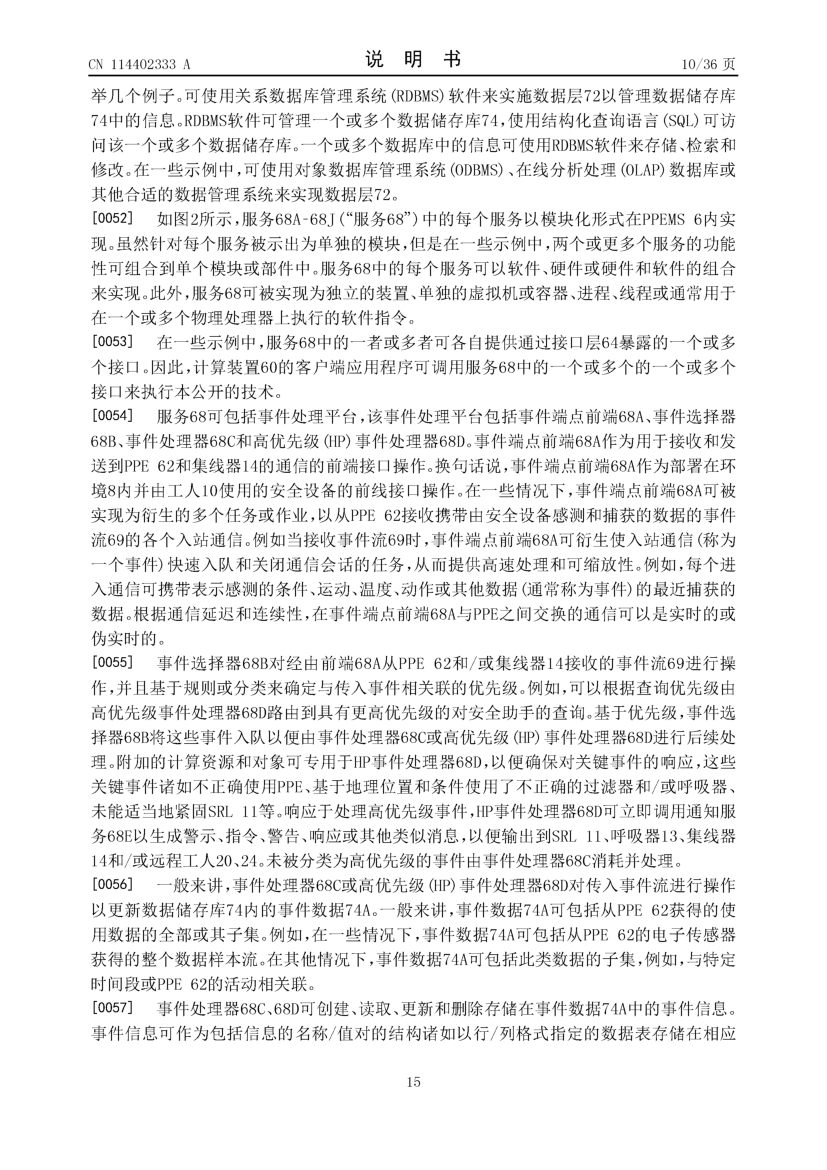 CN 114402333 A
说 明 书
10/36 页
举几个例子。可使用关系数据库管理系统(RDBMS)软件来实施数据层72以管理数据储存库
74中的信息。RDBMS软件可管理一个或多个数据储存库74,使用结构化查询语言(SQL)可访
问该一个或多个数据储存库。一个或多个数据库中的信息可使用RDBMS软件来存储、检索和
修改。在一些示例中,可使用对象数据库管理系统(ODBMS)、在线分析处理(OLAP)数据库或
其他合适的数据管理系统来实现数据层72。
[0052] 如图2所示,服务68A-68J(“服务68”)中的每个服务以模块化形式在PPEMS 6内实
现。虽然针对每个服务被示出为单独的模块,但是在一些示例中,两个或更多个服务的功能
性可组合到单个模块或部件中。服务68中的每个服务可以软件、硬件或硬件和软件的组合
来实现。此外,服务68可被实现为独立的装置、单独的虚拟机或容器、进程、线程或通常用于
在一个或多个物理处理器上执行的软件指令。
[0053] 在一些示例中,服务68中的一者或多者可各自提供通过接口层64暴露的一个或多
个接口。因此,计算装置60的客户端应用程序可调用服务68中的一个或多个的一个或多个
接口来执行本公开的技术。
[0054] 服务68可包括事件处理平台,该事件处理平台包括事件端点前端68A、事件选择器
68B、事件处理器68C和高优先级(HP)事件处理器68D。事件端点前端68A作为用于接收和发
送到PPE 62和集线器14的通信的前端接口操作。换句话说,事件端点前端68A作为部署在环
境8内并由工人10使用的安全设备的前线接口操作。在一些情况下,事件端点前端68A可被
实现为衍生的多个任务或作业,以从PPE 62接收携带由安全设备感测和捕获的数据的事件
流69的各个入站通信。例如当接收事件流69时,事件端点前端68A可衍生使入站通信(称为
一个事件)快速入队和关闭通信会话的任务,从而提供高速处理和可缩放性。例如,每个进
入通信可携带表示感测的条件、运动、温度、动作或其他数据(通常称为事件)的最近捕获的
数据。根据通信延迟和连续性,在事件端点前端68A与PPE之间交换的通信可以是实时的或
伪实时的。
[0055] 事件选择器68B对经由前端68A从PPE 62和/或集线器14接收的事件流69进行操
作,并且基于规则或分类来确定与传入事件相关联的优先级。例如,可以根据查询优先级由
高优先级事件处理器68D路由到具有更高优先级的对安全助手的查询。基于优先级,事件选
择器68B将这些事件入队以便由事件处理器68C或高优先级(HP)事件处理器68D进行后续处
理。附加的计算资源和对象可专用于HP事件处理器68D,以便确保对关键事件的响应,这些
关键事件诸如不正确使用PPE、基于地理位置和条件使用了不正确的过滤器和/或呼吸器、
未能适当地紧固SRL 11等。响应于处理高优先级事件,HP事件处理器68D可立即调用通知服
务68E以生成警示、指令、警告、响应或其他类似消息,以便输出到SRL 11、呼吸器13、集线器
14和/或远程工人20、24。未被分类为高优先级的事件由事件处理器68C消耗并处理。
[0056] 一般来讲,事件处理器68C或高优先级(HP)事件处理器68D对传入事件流进行操作
以更新数据储存库74内的事件数据74A。一般来讲,事件数据74A可包括从PPE 62获得的使
用数据的全部或其子集。例如,在一些情况下,事件数据74A可包括从PPE 62的电子传感器
获得的整个数据样本流。在其他情况下,事件数据74A可包括此类数据的子集,例如,与特定
时间段或PPE 62的活动相关联。
[0057] 事件处理器68C、68D可创建、读取、更新和删除存储在事件数据74A中的事件信息。
事件信息可作为包括信息的名称/值对的结构诸如以行/列格式指定的数据表存储在相应
15